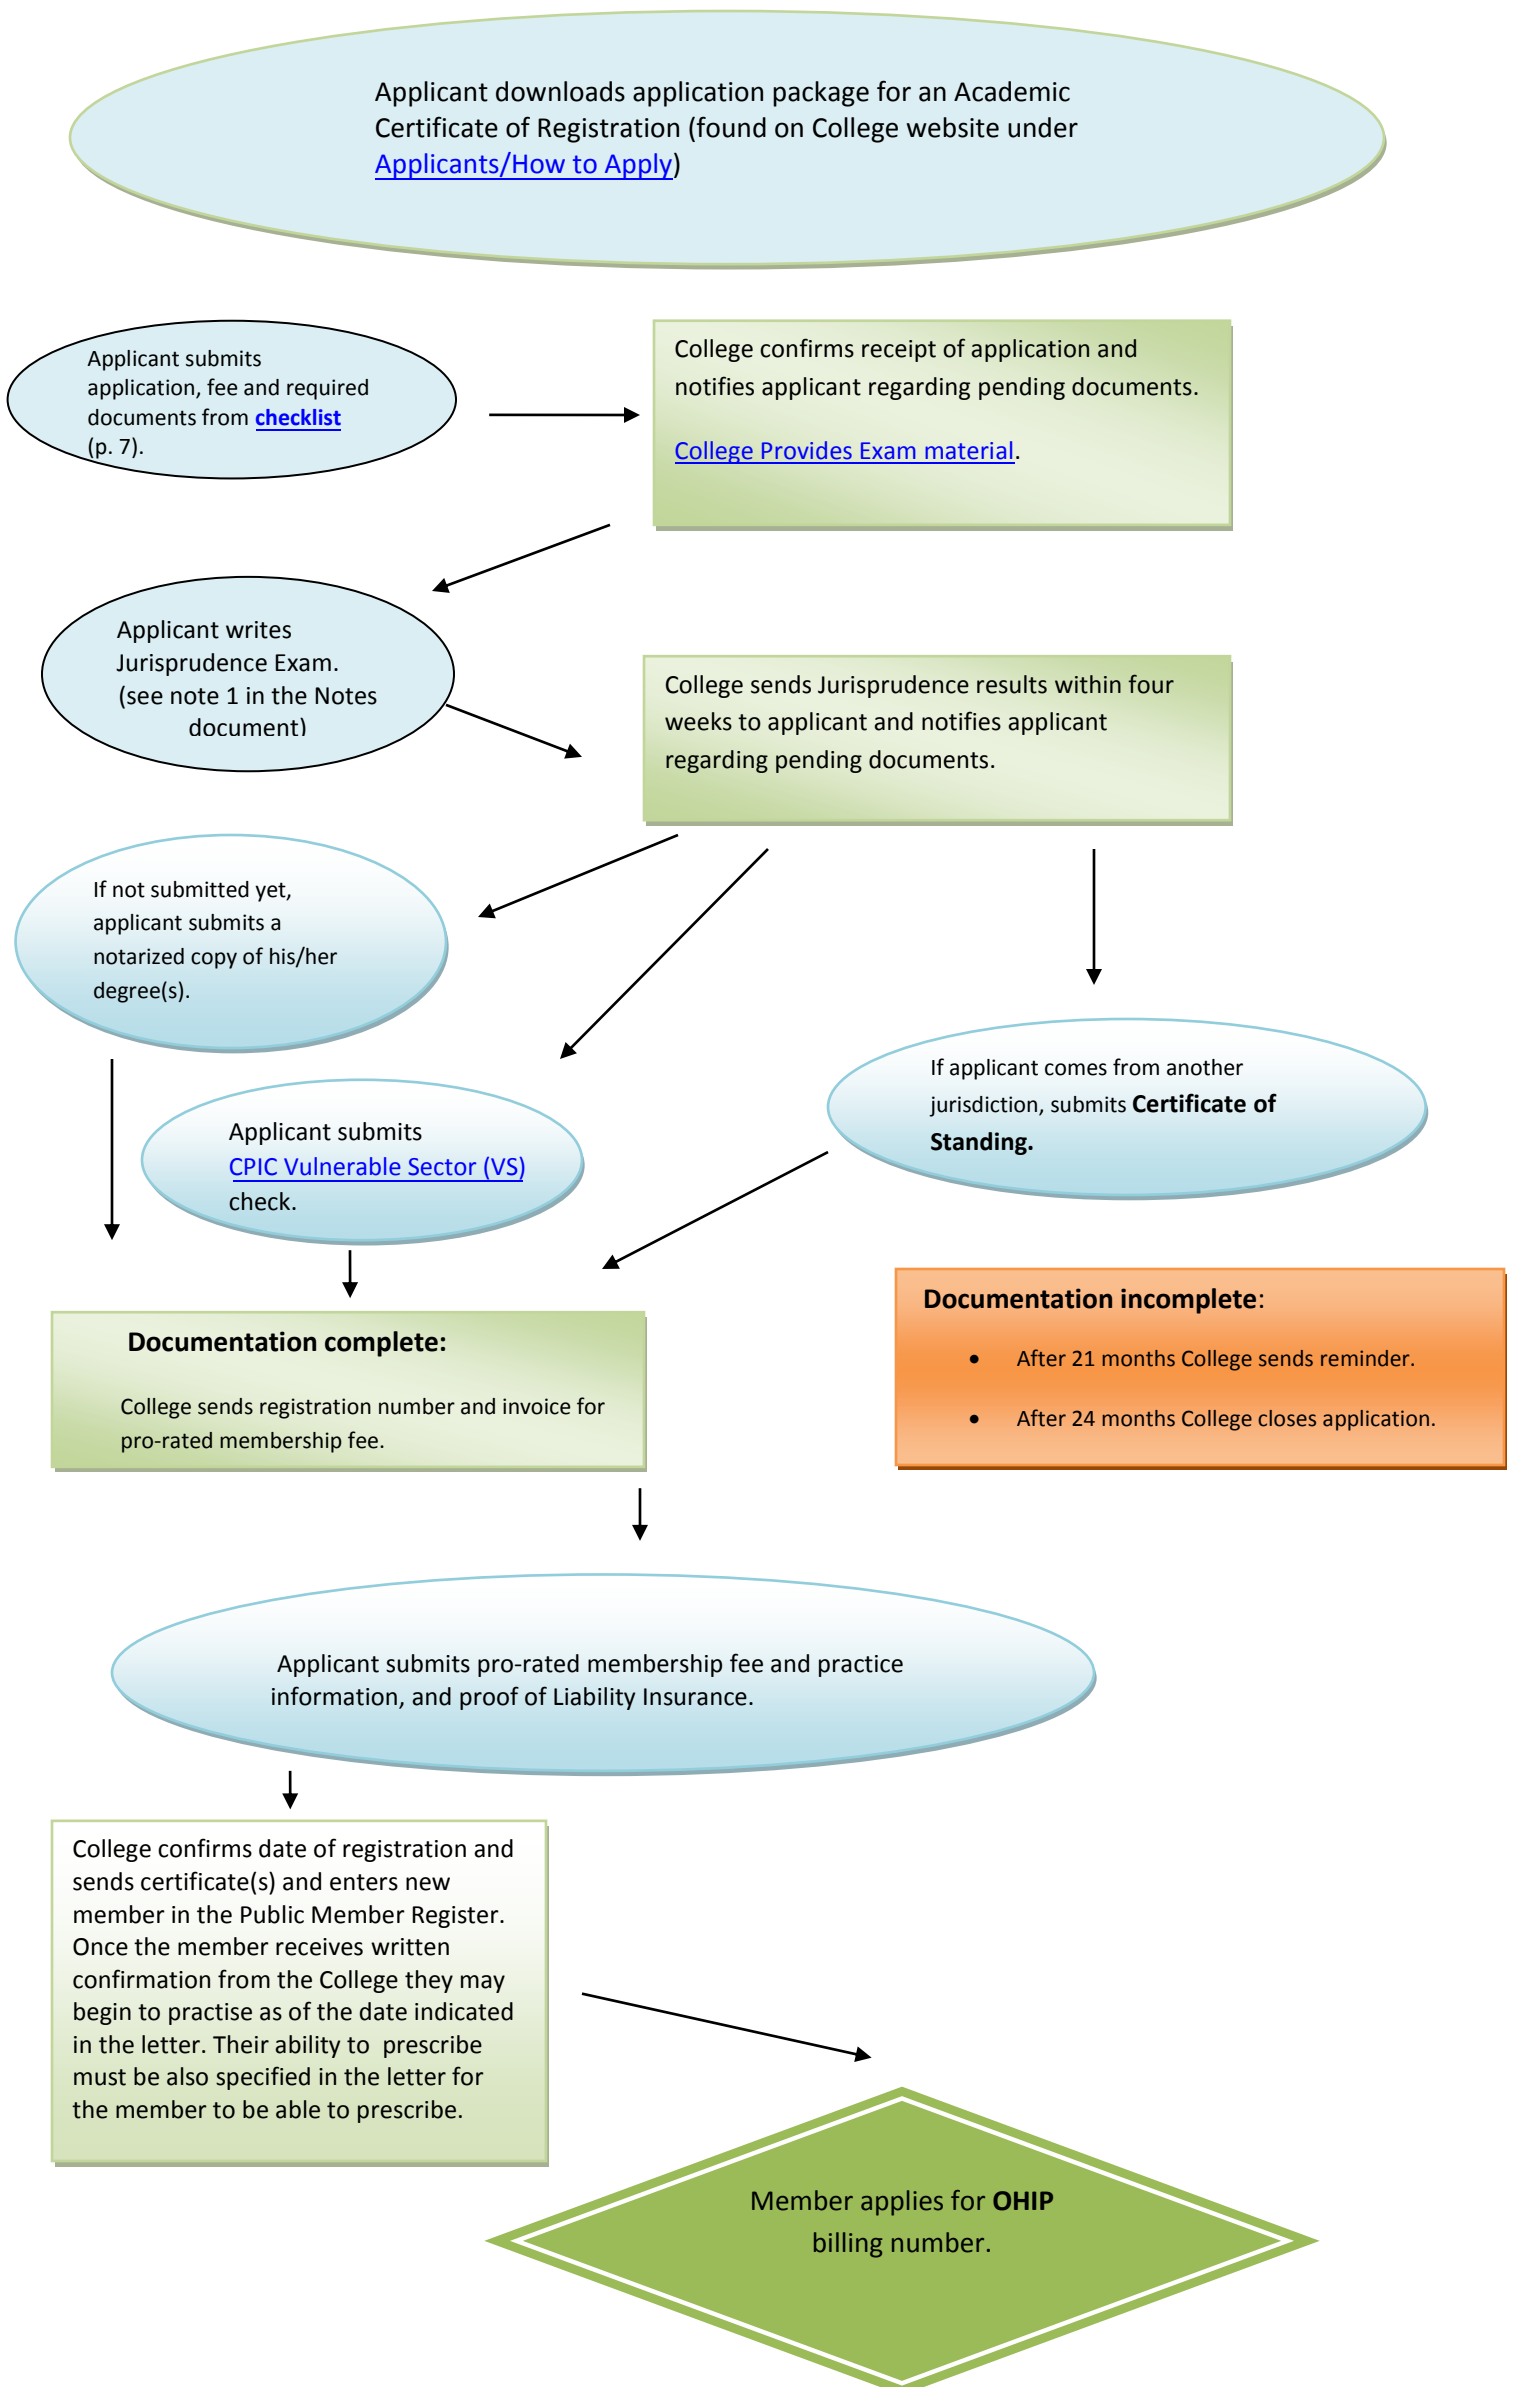 Applicant downloads application package for an Academic
Certificate of Registration (found on College website under
Applicants/How to Apply)
Applicant submits
application, fee and required
documents from checklist
(p. 7).
College confirms receipt of application and
notifies applicant regarding pending documents.
College Provides Exam material.
Applicant writes
Jurisprudence Exam.
(see note 1 in the Notes
document)
College sends Jurisprudence results within four
weeks to applicant and notifies applicant
regarding pending documents.
If not submitted yet,
applicant submits a
notarized copy of his/her
degree(s).
Applicant submits
CPIC Vulnerable Sector (VS)
check.
If applicant comes from another
jurisdiction, submits Certificate of
Standing.
Documentation complete:
College sends registration number and invoice for
pro-rated membership fee.
Documentation incomplete:
• After 21 months College sends reminder.
• After 24 months College closes application.
Applicant submits pro-rated membership fee and practice
information, and proof of Liability Insurance.
College confirms date of registration and
sends certificate(s) and enters new
member in the Public Member Register.
Once the member receives written
confirmation from the College they may
begin to practise as of the date indicated
in the letter. Their ability to prescribe
must be also specified in the letter for
the member to be able to prescribe.
Member applies for OHIP
billing number.